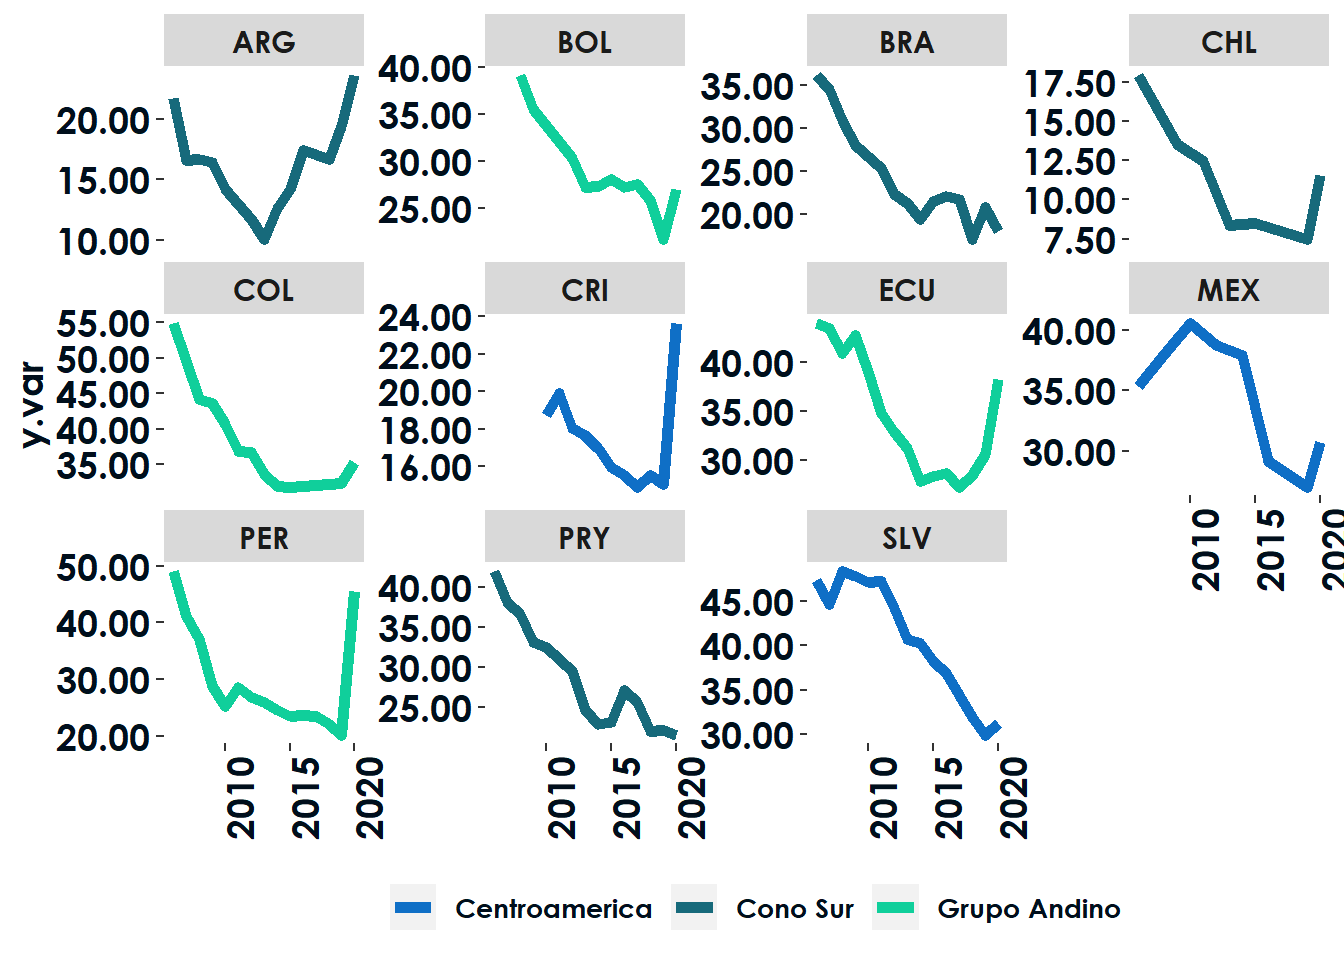 ARG BOL BRA CHL
20.00 15.00 10.00
40.00 35.00 30.00 25.00
35.00 30.00 25.00 20.00
17.50 15.00 12.50 10.00 7.50
y.var
COL CRI ECU MEX
55.00 50.00 45.00 40.00 35.00
24.00 22.00 20.00 18.00 16.00
40.00 35.00 30.00
40.00 35.00 30.00
2010 2015 2020
PER PRY SLV
50.00 40.00 30.00 20.00
40.00 35.00 30.00 25.00
45.00 40.00 35.00 30.00
2010 2015 2020
2010 2015 2020
2010 2015 2020
Centroamerica Cono Sur Grupo Andino